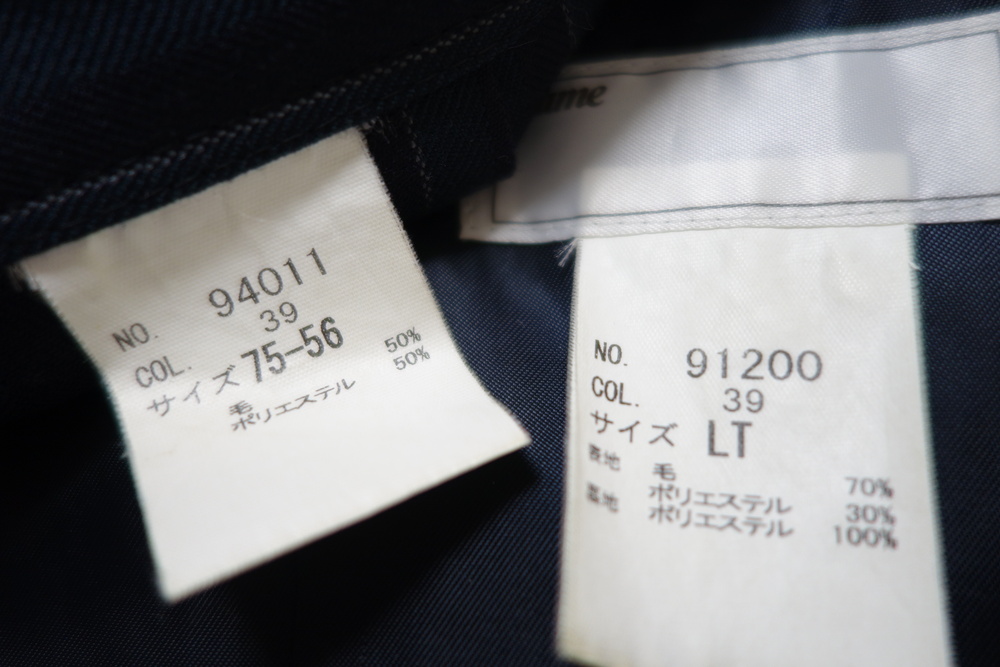 NO. 94011
COL. 39
サイズ 75-56
毛 50%
ポリエステル 50%
NO. 91200
COL. 39
サイズ LT
表地 毛 70%
ポリエステル 30%
裏地 ポリエステル 100%